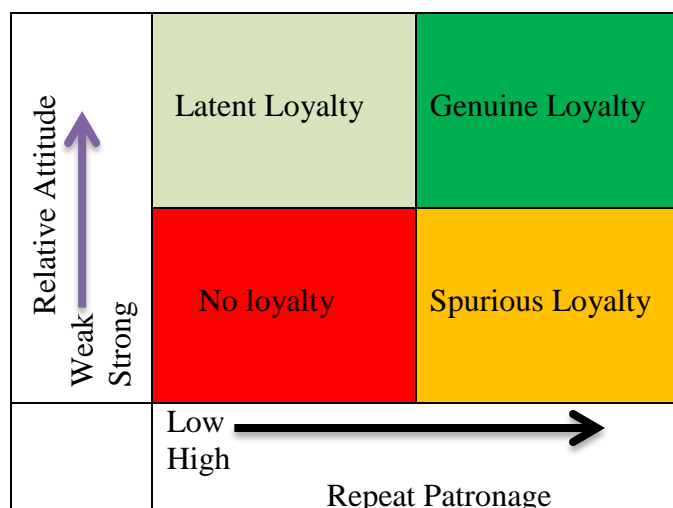 Relative Attitude
Weak
Strong
Latent Loyalty
Genuine Loyalty
No loyalty
Spurious Loyalty
Low
High
Repeat Patronage